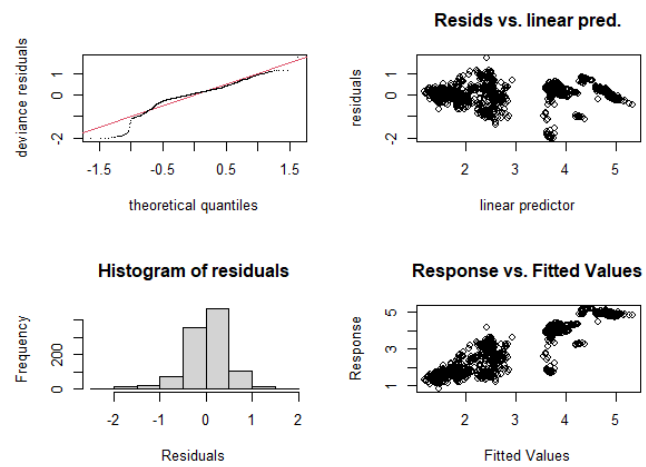 deviance residuals
-2
0
1
-1.5
-0.5
0.5
1.5
theoretical quantiles
Resids vs. linear pred.
residuals
-2
0
1
2
3
4
5
linear predictor
Histogram of residuals
Frequency
0
200
-2
-1
0
1
2
Residuals
Response vs. Fitted Values
Response
1
3
5
2
3
4
5
Fitted Values